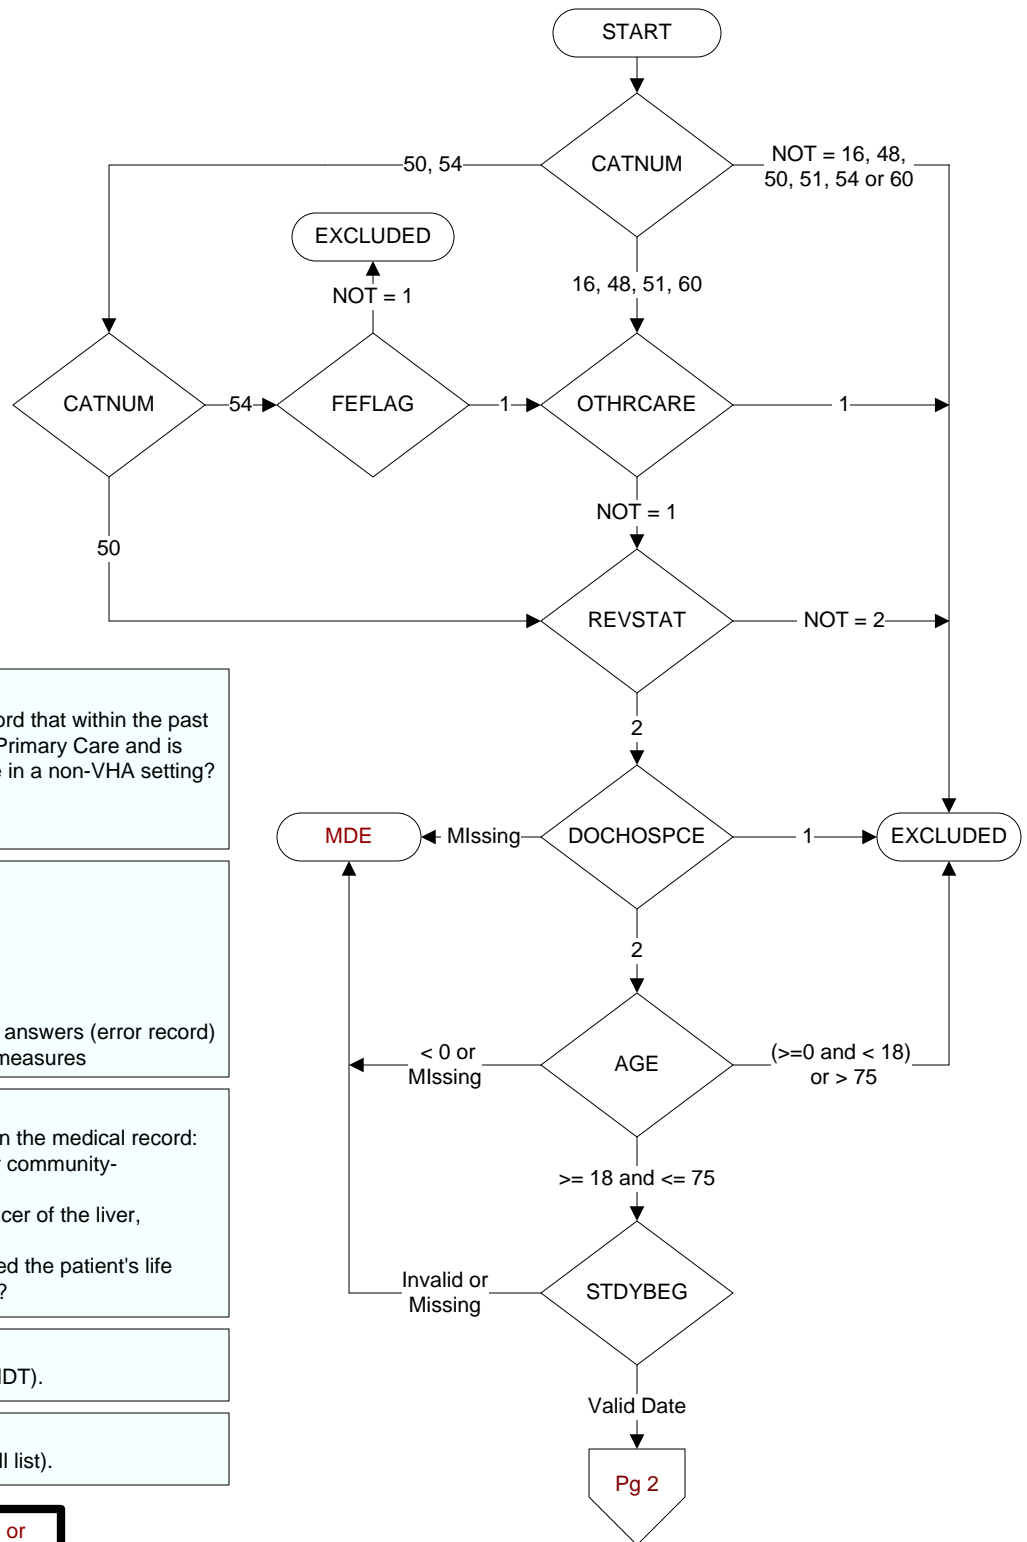 START
CATNUM
50, 54
NOT = 16, 48,
50, 51, 54 or 60
EXCLUDED
NOT = 1
16, 48, 51, 60
CATNUM
54
FEFLAG
1
OTHRCARE
1
NOT = 1
50
REVSTAT
NOT = 2
2
MDE
MIssing
DOCHOSPCE
1
EXCLUDED
2
< 0 or
MIssing
AGE
(>=0 and < 18)
or > 75
>= 18 and <= 75
Invalid or
Missing
STDYBEG
Valid Date
Pg 2
ord that within the past
Primary Care and is
e in a non-VHA setting?
answers (error record)
measures
n the medical record:
r community-
cer of the liver,
ed the patient's life
?
IDT).
ll list).
or